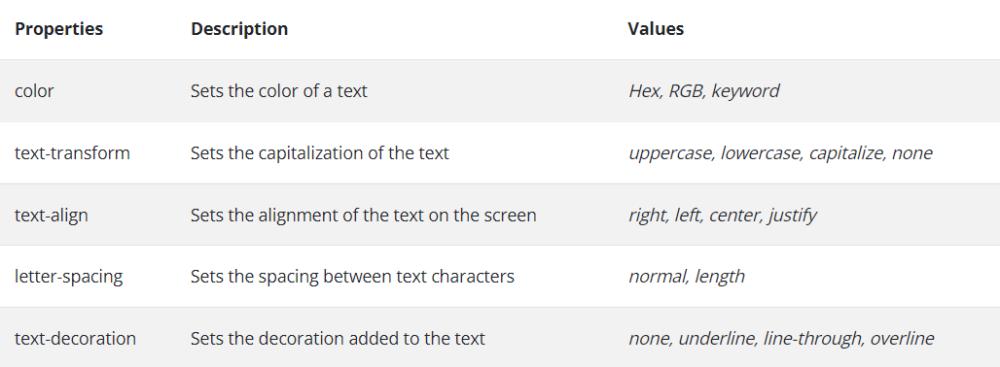 Properties Description Values
color Sets the color of a text Hex, RGB, keyword
text-transform Sets the capitalization of the text uppercase, lowercase, capitalize, none
text-align Sets the alignment of the text on the screen right, left, center, justify
letter-spacing Sets the spacing between text characters normal, length
text-decoration Sets the decoration added to the text none, underline, line-through, overline